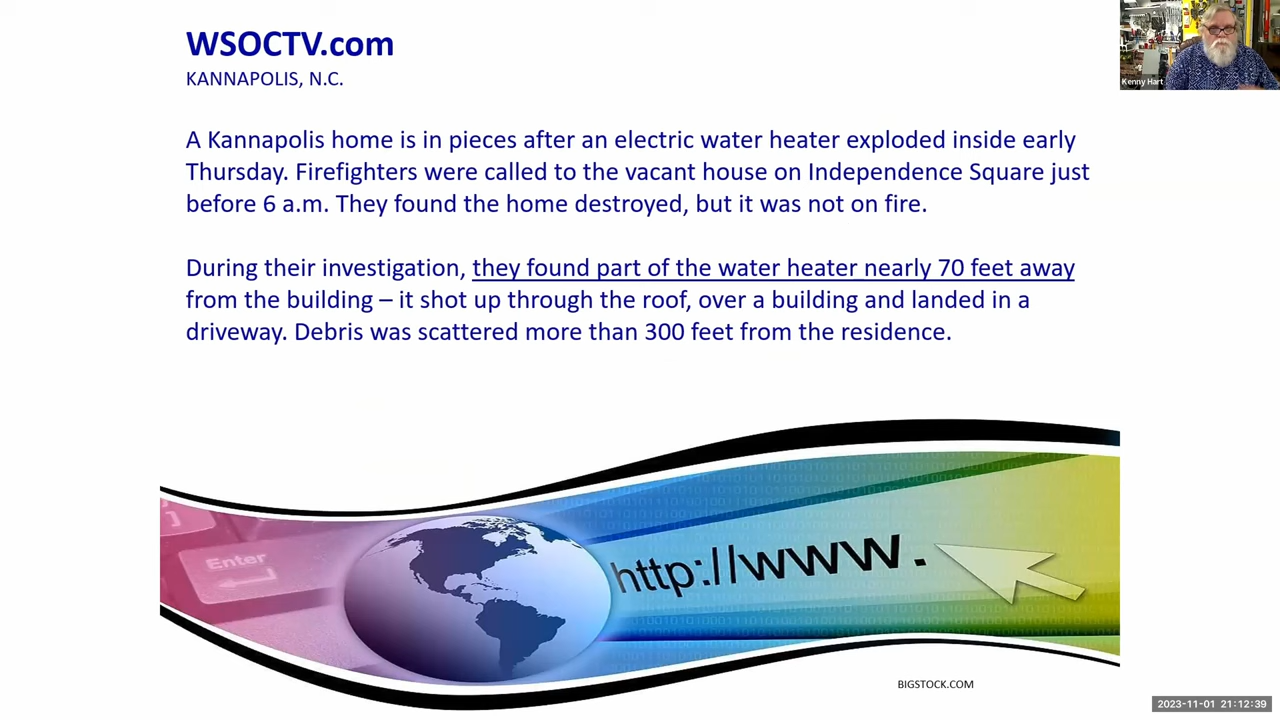 WSOCTV.com
KANNAPOLIS, N.C.
A Kannapolis home is in pieces after an electric water heater exploded inside early
Thursday. Firefighters were called to the vacant house on Independence Square just
before 6 a.m. They found the home destroyed, but it was not on fire.
During their investigation, they found part of the water heater nearly 70 feet away
from the building – it shot up through the roof, over a building and landed in a
driveway. Debris was scattered more than 300 feet from the residence.
Kenny Hart
Enter
http://www.
BIGSTOCK.COM
2023-11-01 21:12:39